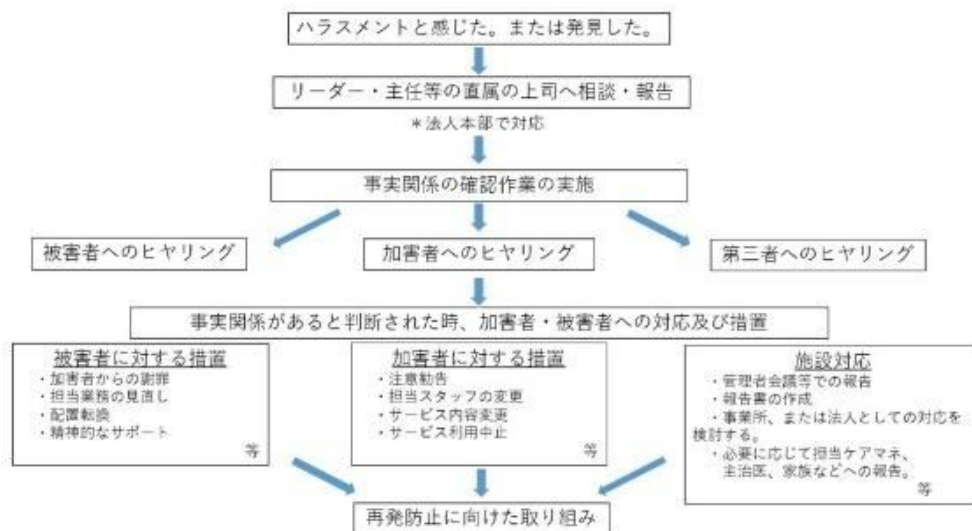 ハラスメントと感じた。または発見した。
リーダー・主任等の直属の上司へ相談・報告
＊法人本部で対応
事実関係の確認作業の実施
被害者へのヒヤリング
加害者へのヒヤリング
第三者へのヒヤリング
事実関係があると判断された時、加害者・被害者への対応及び措置
被害者に対する措置
・加害者からの謝罪
・担当業務の見直し
・配置転換
・精神的なサポート
等
加害者に対する措置
・注意勧告
・担当スタッフの変更
・サービス内容変更
・サービス利用中止
等
施設対応
・管理者会議等での報告
・報告書の作成
・事業所、または法人としての対応を
検討する。
・必要に応じて担当ケアマネ、
主治医、家族などへの報告。
等
再発防止に向けた取り組み